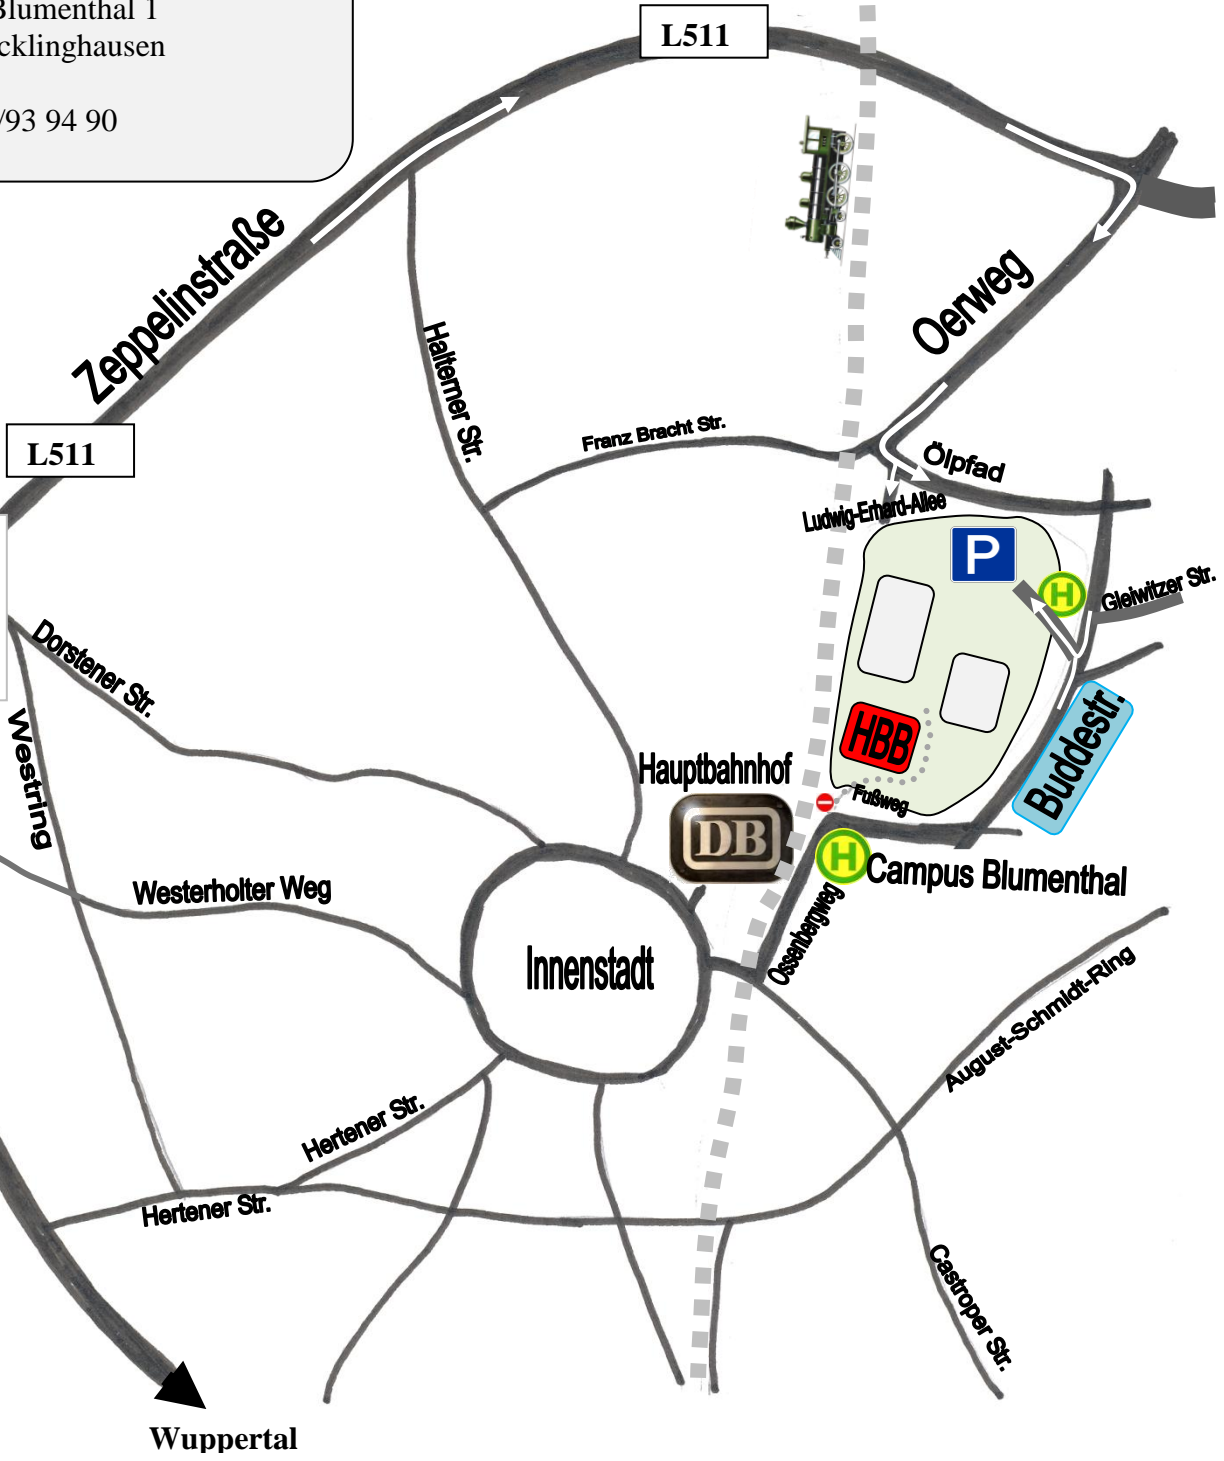 Blumenthal 1
cklinghausen
/93 94 90
L511
Zeppelinstraße
Oerweg
Halterner Str.
Franz Bracht Str.
L511
Ölpfad
Ludwig-Erhard-Allee
P
H
Gleiwitzer Str.
Dorstener Str.
Westring
HBB
Buddestr.
Hauptbahnhof
Fußweg
DB
H
Campus Blumenthal
Westerholter Weg
Ossenbergweg
Innenstadt
August-Schmidt-Ring
Hertener Str.
Hertener Str.
Castroper Str.
Wuppertal